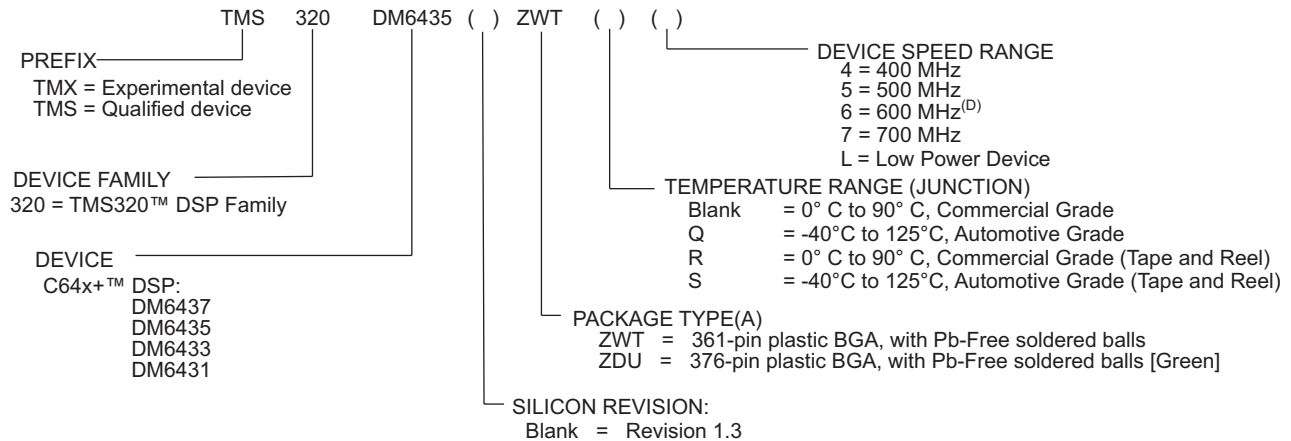 TMS 320 DM6435 ( ) ZWT ( ) ( )
PREFIX
TMX = Experimental device
TMS = Qualified device
DEVICE SPEED RANGE
4 = 400 MHz
5 = 500 MHz
6 = 600 MHz(D)
7 = 700 MHz
L = Low Power Device
DEVICE FAMILY
320 = TMS320™ DSP Family
TEMPERATURE RANGE (JUNCTION)
Blank = 0° C to 90° C, Commercial Grade
Q = -40°C to 125°C, Automotive Grade
R = 0° C to 90° C, Commercial Grade (Tape and Reel)
S = -40°C to 125°C, Automotive Grade (Tape and Reel)
DEVICE
C64x+™ DSP:
DM6437
DM6435
DM6433
DM6431
PACKAGE TYPE(A)
ZWT = 361-pin plastic BGA, with Pb-Free soldered balls
ZDU = 376-pin plastic BGA, with Pb-Free soldered balls [Green]
SILICON REVISION:
Blank = Revision 1.3